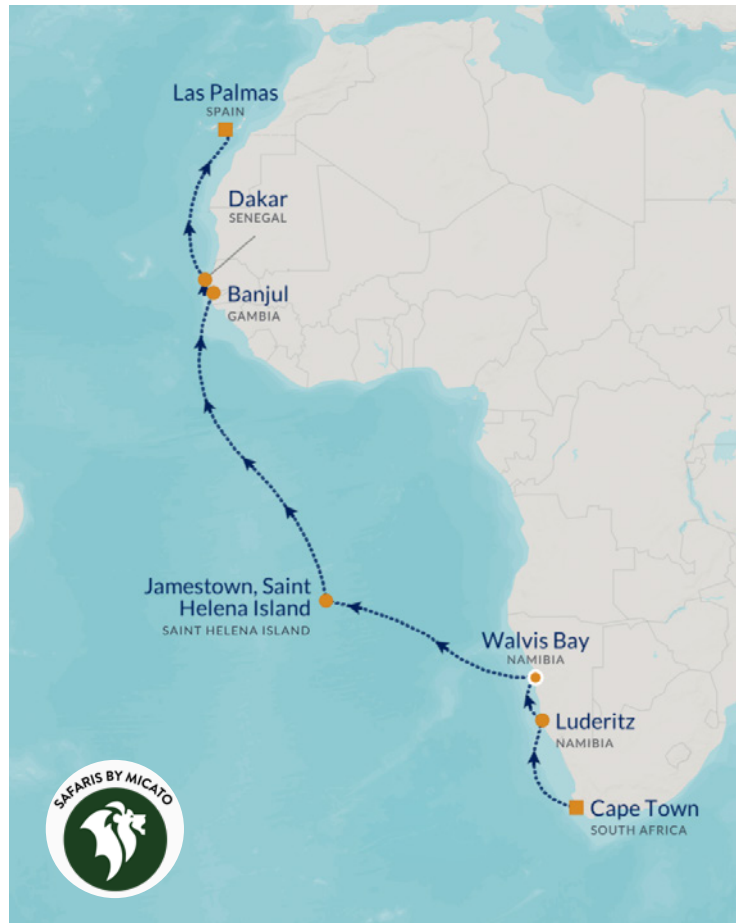 Las Palmas
SPAIN
Dakar
SENEGAL
Banjul
GAMBIA
Jamestown, Saint
Helena Island
SAINT HELENA ISLAND
Walvis Bay
NAMIBIA
Luderitz
NAMIBIA
Cape Town
SOUTH AFRICA
SAFARIS BY MICATO